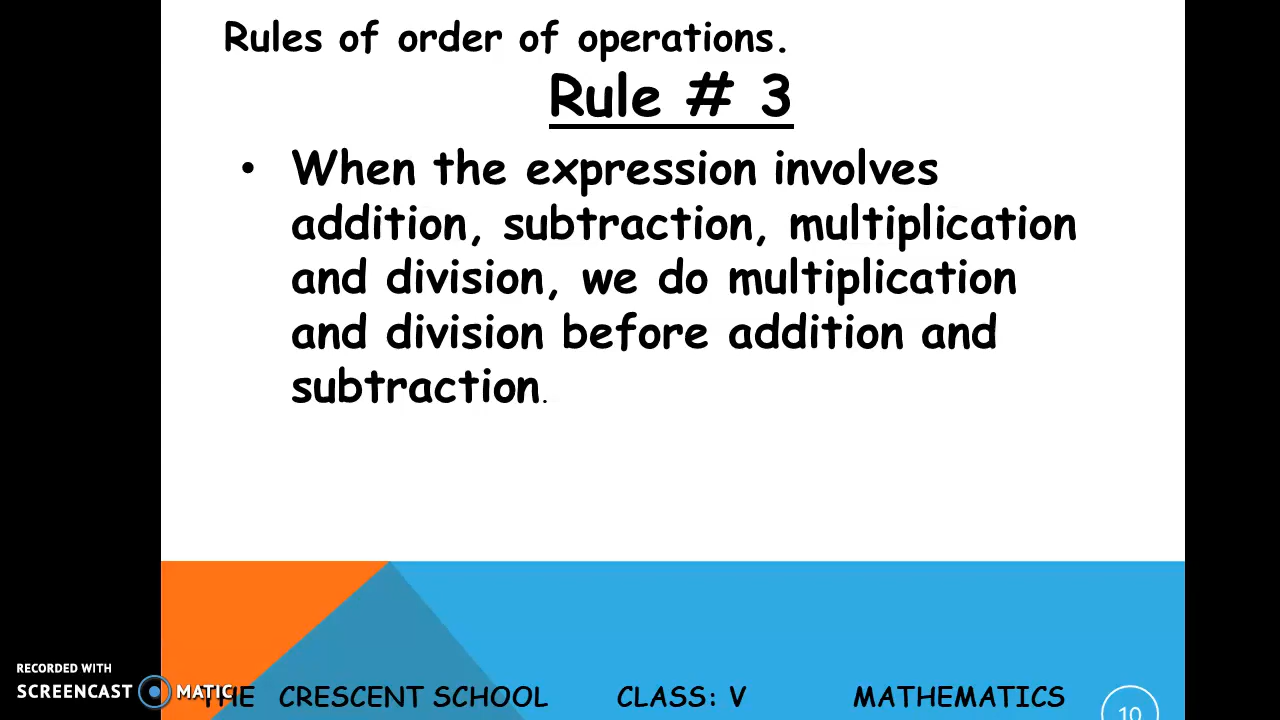 Rules of order of operations.
Rule # 3
• When the expression involves
addition, subtraction, multiplication
and division, we do multiplication
and division before addition and
subtraction.
RECORDED WITH
SCREENCAST MATIC
THE CRESCENT SCHOOL CLASS: V MATHEMATICS 10